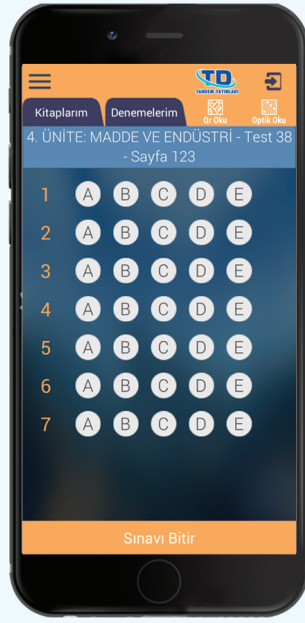 TD
TANDEM YAYINLARI
Kitaplarım Denemelerim Qr Oku Optik Oku
4. ÜNİTE: MADDE VE ENDÜSTRİ - Test 38
- Sayfa 123
1 A B C D E
2 A B C D E
3 A B C D E
4 A B C D E
5 A B C D E
6 A B C D E
7 A B C D E
Sınavı Bitir